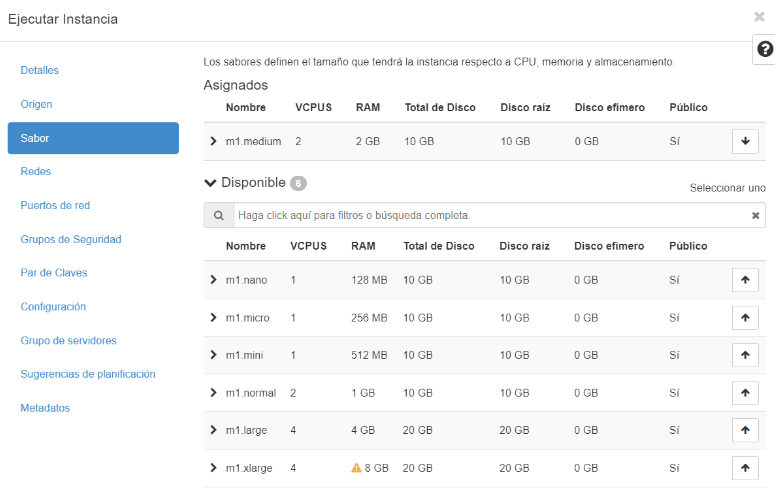 Ejecutar Instancia
×
?
Detalles
Origen
Sabor
Redes
Puertos de red
Grupos de Seguridad
Par de Claves
Configuración
Grupo de servidores
Sugerencias de planificación
Metadatos
Los sabores definen el tamaño que tendrá la instancia respecto a CPU, memoria y almacenamiento.
Asignados
Nombre VCPUS RAM Total de Disco Disco raíz Disco efímero Público
m1.medium 2 2 GB 10 GB 10 GB 0 GB Sí
Disponible 6
Seleccionar uno
Haga click aquí para filtros o búsqueda completa. ×
Nombre VCPUS RAM Total de Disco Disco raíz Disco efímero Público
m1.nano 1 128 MB 10 GB 10 GB 0 GB Sí
m1.micro 1 256 MB 10 GB 10 GB 0 GB Sí
m1.mini 1 512 MB 10 GB 10 GB 0 GB Sí
m1.normal 2 1 GB 10 GB 10 GB 0 GB Sí
m1.large 4 4 GB 20 GB 20 GB 0 GB Sí
m1.xlarge 4 8 GB 20 GB 20 GB 0 GB Sí